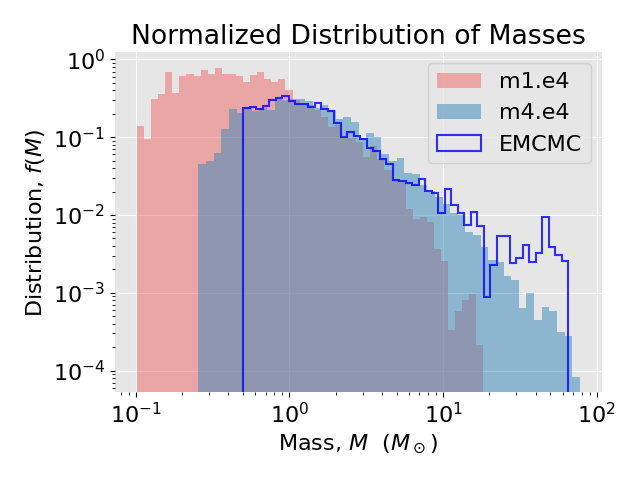 Normalized Distribution of Masses
m1.e4
m4.e4
EMCMC
Distribution, f(M)
10⁰
10⁻¹
10⁻²
10⁻³
10⁻⁴
10⁻¹ 10⁰ 10¹ 10²
Mass, M (M⊙)